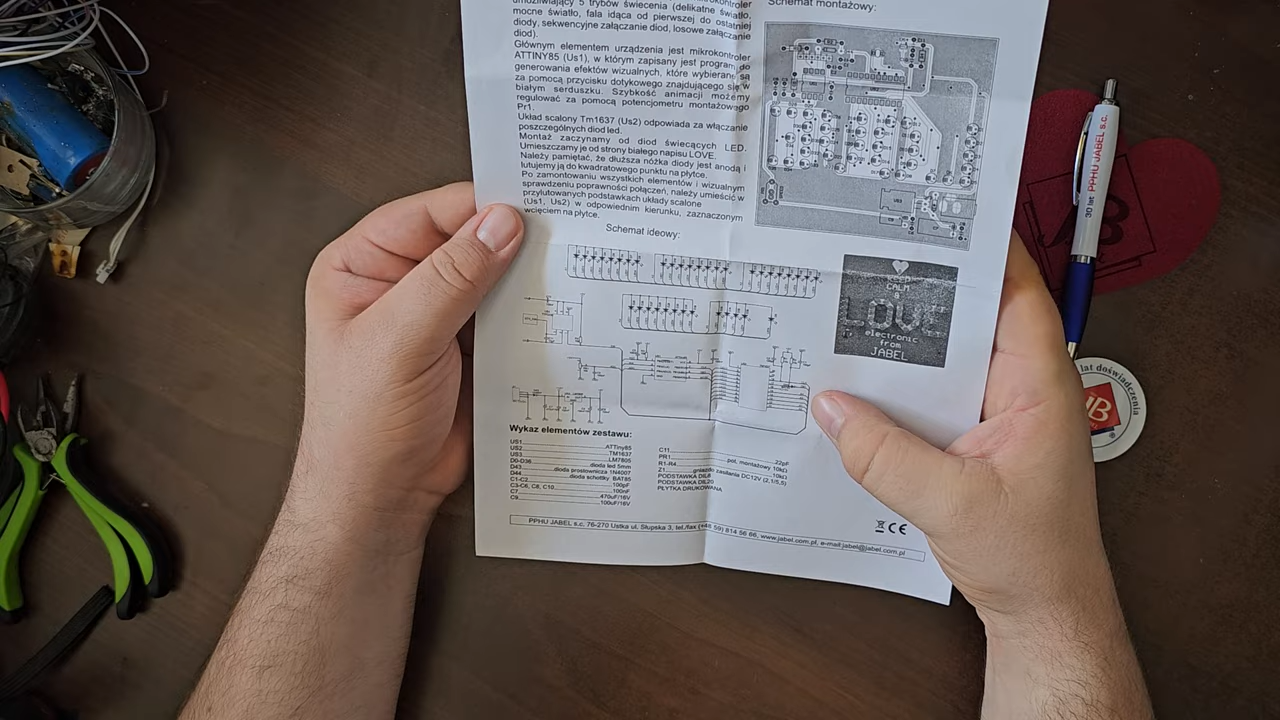 umożliwiający 5 trybów świecenia (delikatne światło,
mocne światło, fala idąca od pierwszej do ostatniej
diody, sekwencyjne załączanie diod, losowe załączanie
diod).
Głównym elementem urządzenia jest mikrokontroler
ATTINY85 (Us1), w którym zapisany jest program do
generowania efektów wizualnych, które wybierane są
za pomocą przycisku dotykowego znajdującego się w
białym serduszku. Szybkość animacji możemy
regulować za pomocą potencjometru montażowego
Pr1.
Układ scalony Tm1637 (Us2) odpowiada za włączanie
poszczególnych diod led.
Montaż zaczynamy od diod świecących LED.
Umieszczamy je od strony białego napisu LOVE.
Należy pamiętać, że dłuższa nóżka diody jest anodą i
lutujemy ją do kwadratowego punktu na płytce.
Po zamontowaniu wszystkich elementów i wizualnym
sprawdzeniu poprawności połączeń, należy umieścić w
przylutowanych podstawkach układy scalone
(Us1, Us2) w odpowiednim kierunku, zaznaczonym
wcięciem na płytce.
Schemat montażowy:
Schemat ideowy:
CALM
LOVE
electronic
from
JABEL
Wykaz elementów zestawu:
US1 ATTiny85
US2 TM1637
US3 LM7805
D0-D36 dioda led 5mm
D43 dioda prostownicza 1N4007
D44 dioda schottky BAT85
C1-C2 100pF
C3-C6, C8, C10 100nF
C7 470uF/16V
C9 100uF/16V
C11 22pF
PR1 pot. montażowy 10kΩ
R1-R4 10kΩ
Z1 gniazdo zasilania DC12V (2,1/5,5)
PODSTAWKA DIL8
PODSTAWKA DIL20
PŁYTKA DRUKOWANA
PPHU JABEL s.c. 76-270 Ustka ul. Słupska 3, tel./fax (+48 59) 814 56 66, www.jabel.com.pl, e-mail:jabel@jabel.com.pl
CE
30 lat PPHU JABEL s.c.
lat doświadczenia